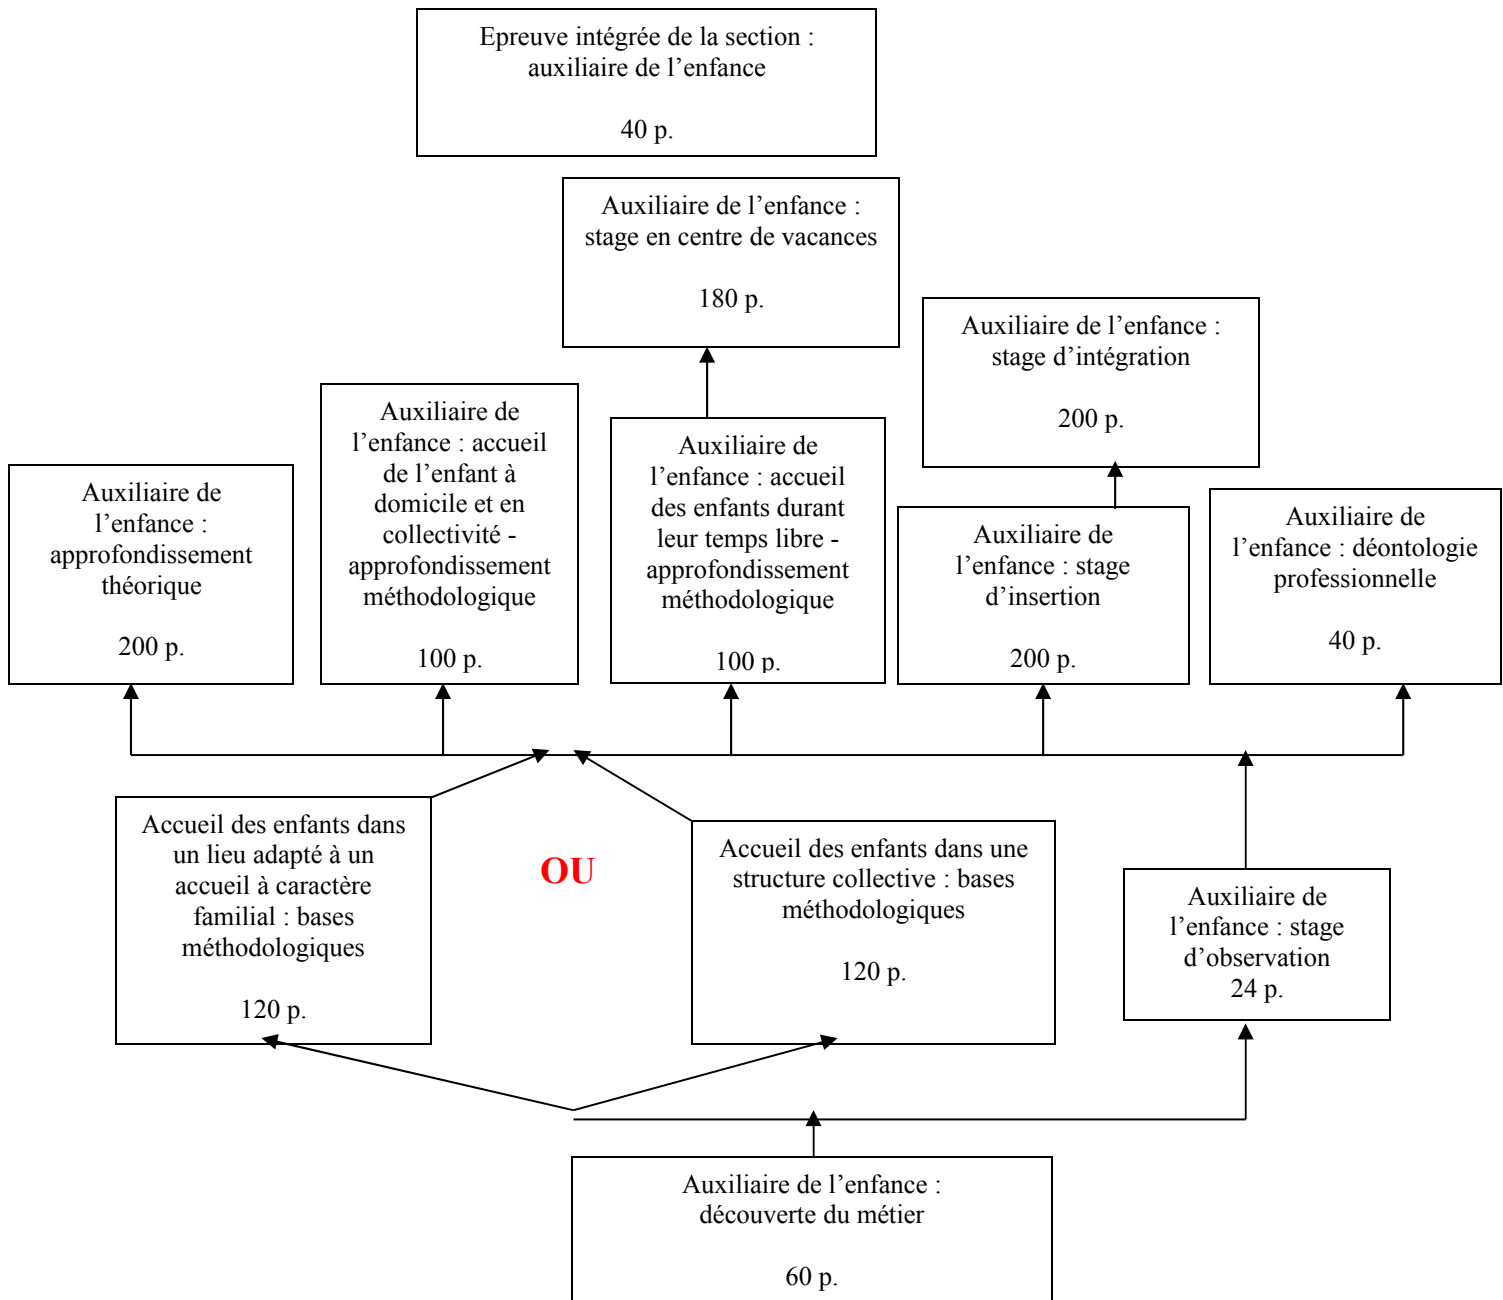 Epreuve intégrée de la section :
auxiliaire de l’enfance
40 p.
Auxiliaire de l’enfance :
stage en centre de vacances
180 p.
Auxiliaire de l’enfance :
stage d’intégration
200 p.
Auxiliaire de
l’enfance :
approfondissement
théorique
200 p.
Auxiliaire de
l’enfance : accueil
de l’enfant à
domicile et en
collectivité -
approfondissement
méthodologique
100 p.
Auxiliaire de
l’enfance : accueil
des enfants durant
leur temps libre -
approfondissement
méthodologique
100 p.
Auxiliaire de
l’enfance : stage
d’insertion
200 p.
Auxiliaire de
l’enfance : déontologie
professionnelle
40 p.
Accueil des enfants dans
un lieu adapté à un
accueil à caractère
familial : bases
méthodologiques
120 p.
OU
Accueil des enfants dans une
structure collective : bases
méthodologiques
120 p.
Auxiliaire de
l’enfance : stage
d’observation
24 p.
Auxiliaire de l’enfance :
découverte du métier
60 p.